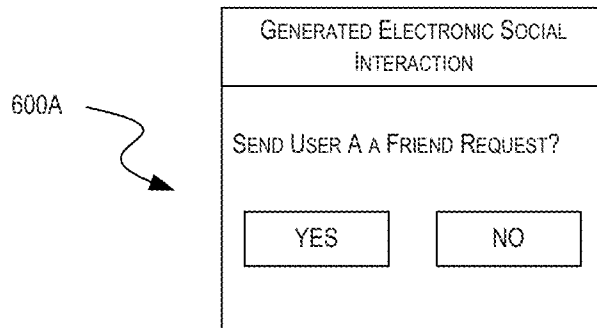 GENERATED ELECTRONIC SOCIAL
INTERACTION
600A
SEND USER A A FRIEND REQUEST?
YES
NO